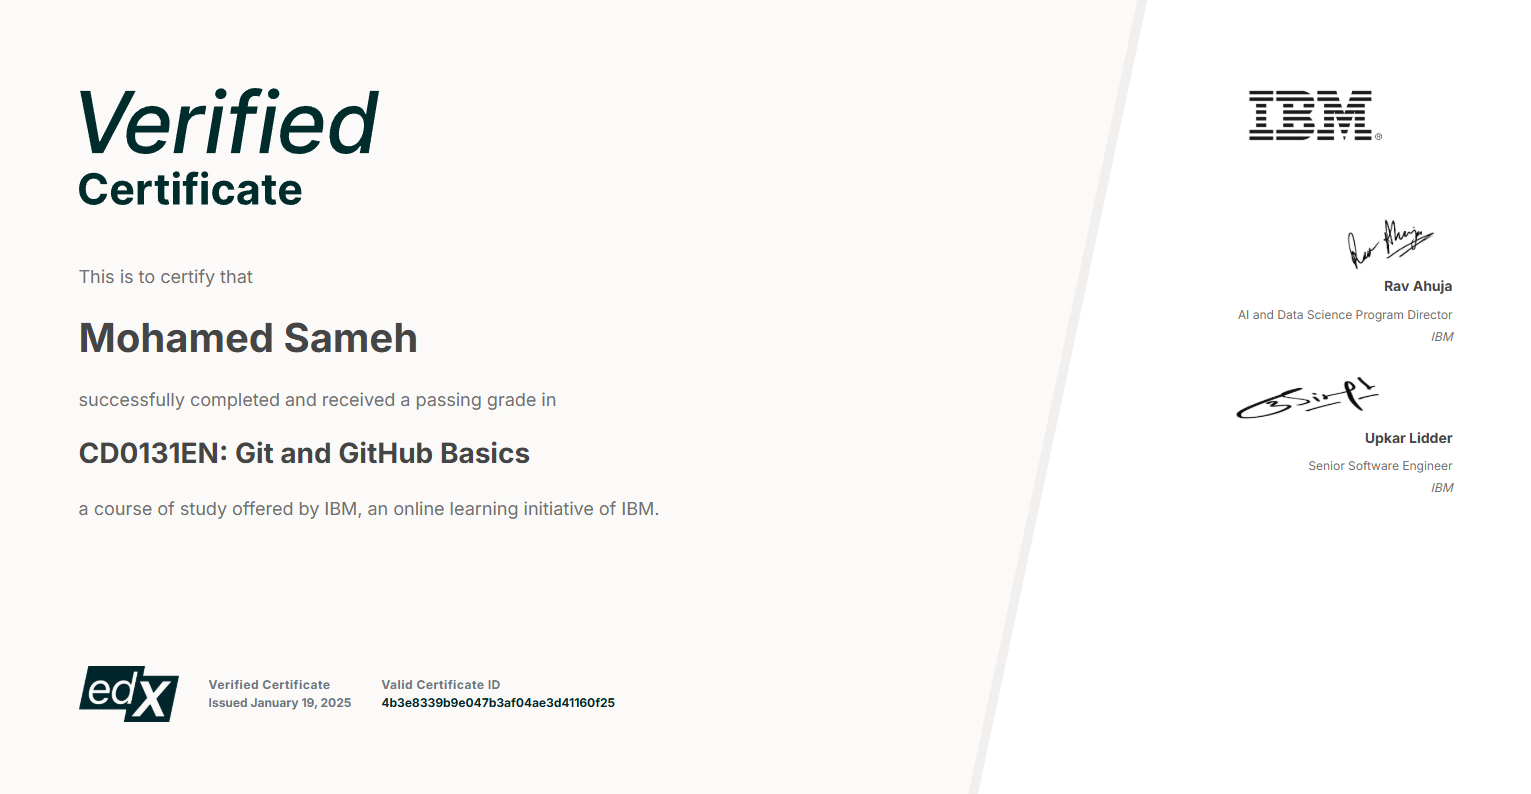 Verified
Certificate
This is to certify that
Mohamed Sameh
successfully completed and received a passing grade in
CD0131EN: Git and GitHub Basics
a course of study offered by IBM, an online learning initiative of IBM.
edX
Verified Certificate
Issued January 19, 2025
Valid Certificate ID
4b3e8339b9e047b3af04ae3d41160f25
IBM®
Rav Ahuja
Rav Ahuja
AI and Data Science Program Director
IBM
Upkar Lidder
Senior Software Engineer
IBM